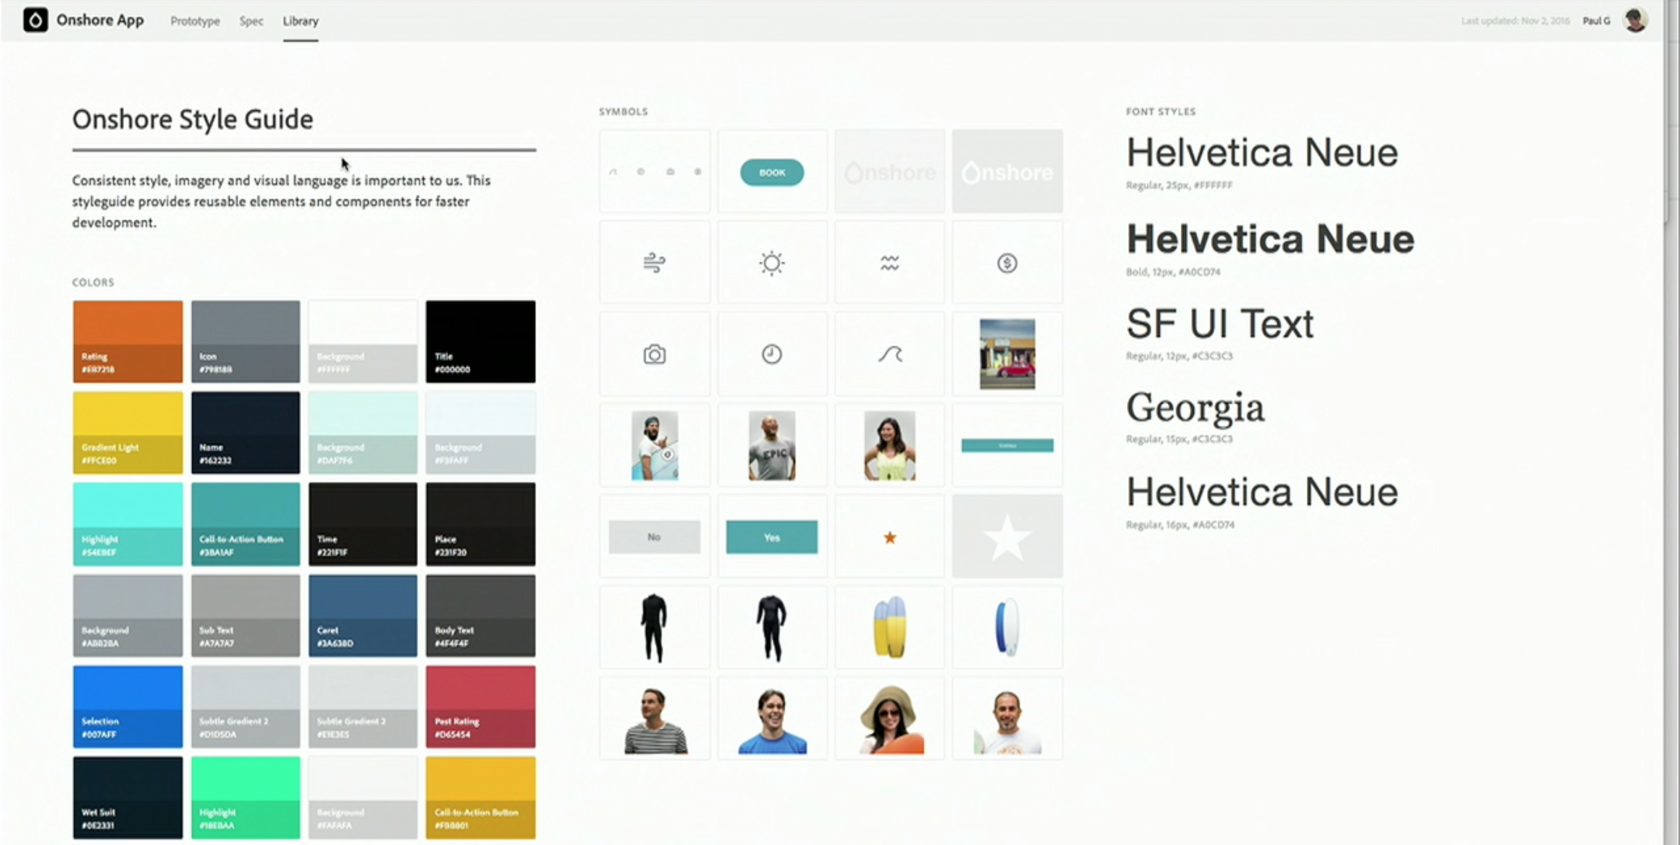 Onshore App
Prototype
Spec
Library
Last updated: Nov 2, 2016
Paul G
Onshore Style Guide
Consistent style, imagery and visual language is important to us. This
styleguide provides reusable elements and components for faster
development.
COLORS
Rating
#EB7218
Icon
#79818B
Background
#FFFFFF
Title
#000000
Gradient Light
#FFCE00
Name
#162232
Background
#DAF7F6
Background
#F2FAFF
Highlight
#54EBEF
Call-to-Action Button
#3BA1AF
Time
#221F1F
Place
#231F20
Background
#ABB2BA
Sub Text
#A7A7A7
Caret
#3A638D
Body Text
#4F4F4F
Selection
#007AFF
Subtle Gradient 2
#D1D5DA
Subtle Gradient 2
#E1E3E5
Past Rating
#D65454
Wet Suit
#0E2331
Highlight
#18EBAA
Background
#FAFAFA
Call-to-Action Button
#FBB801
SYMBOLS
BOOK
Onshore
Onshore
EPIC
No
Yes
FONT STYLES
Helvetica Neue
Regular, 25px, #FFFFFF
Helvetica Neue
Bold, 12px, #A0CD74
SF UI Text
Regular, 12px, #C3C3C3
Georgia
Regular, 15px, #C3C3C3
Helvetica Neue
Regular, 16px, #A0CD74